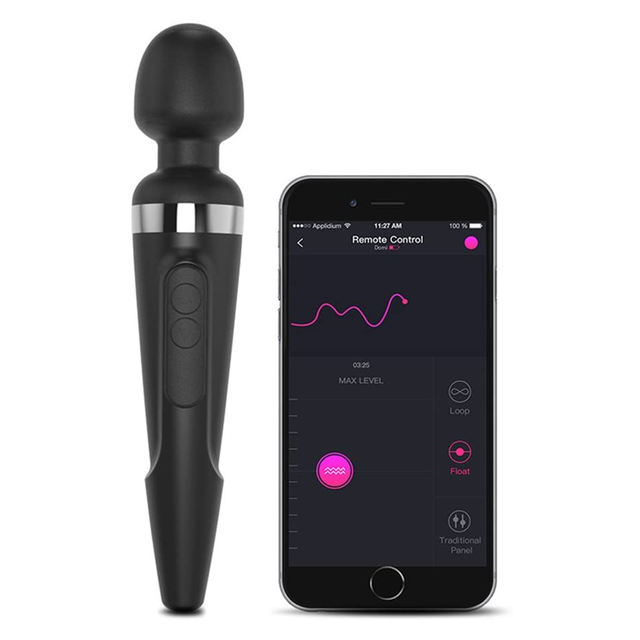 Applidium 11:27 AM 100 %
Remote Control
Domi
03:25
MAX LEVEL
Loop
Float
Traditional
Panel